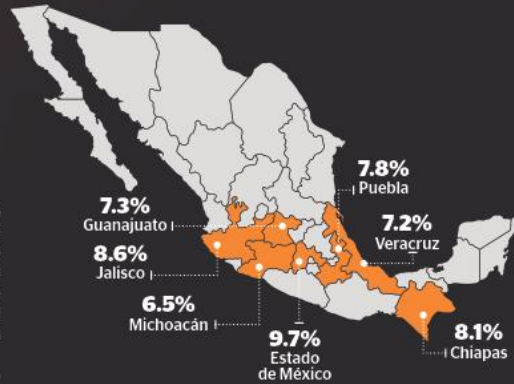 7.8%
Puebla
7.3%
Guanajuato
7.2%
Veracruz
8.6%
Jalisco
6.5%
Michoacán
9.7%
Estado
de México
8.1%
Chiapas